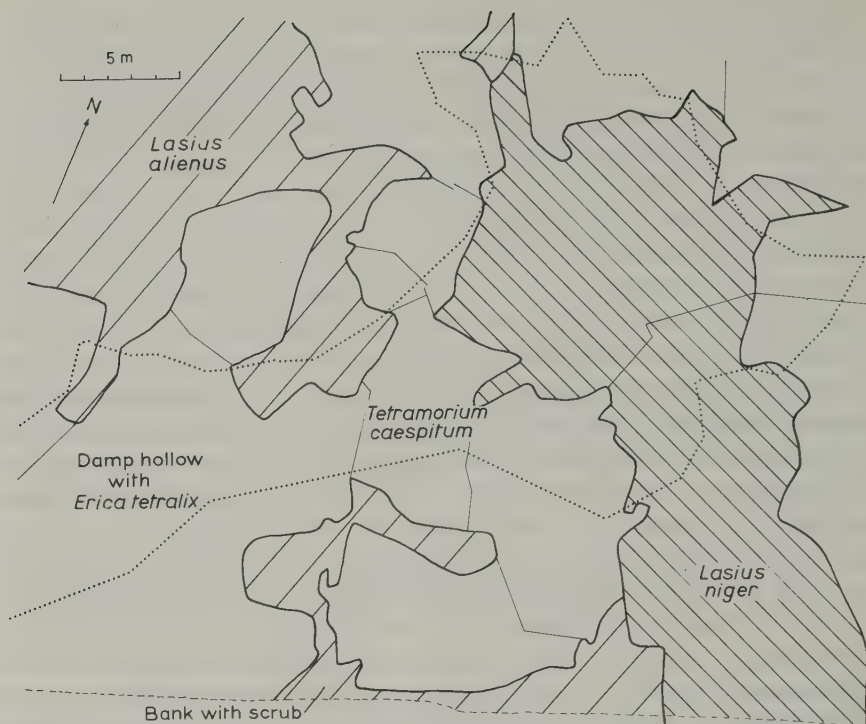 5 m
N
Lasius
alienus
Tetramorium
caespitum
Damp hollow
with
Erica tetralix
Lasius
niger
Bank with scrub